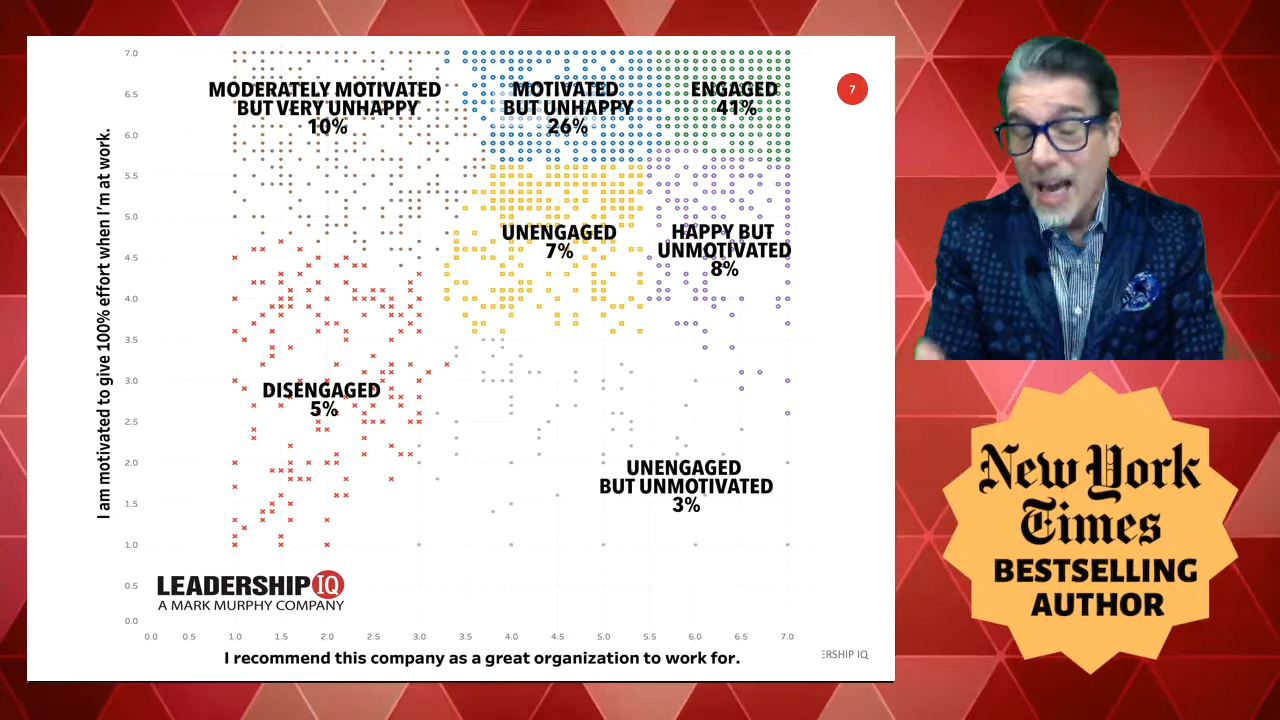 7.0
6.5
6.0
5.5
5.0
4.5
4.0
3.5
3.0
2.5
2.0
1.5
1.0
0.5
0.0
I am motivated to give 100% effort when I'm at work.
MODERATELY MOTIVATED
BUT VERY UNHAPPY
10%
MOTIVATED
BUT UNHAPPY
26%
ENGAGED
41%
7
UNENGAGED
7%
HAPPY BUT
UNMOTIVATED
8%
DISENGAGED
5%
UNENGAGED
BUT UNMOTIVATED
3%
LEADERSHIP IQ
A MARK MURPHY COMPANY
0.0 0.5 1.0 1.5 2.0 2.5 3.0 3.5 4.0 4.5 5.0 5.5 6.0 6.5 7.0
I recommend this company as a great organization to work for.
ERSHIP IQ
New York
Times
BESTSELLING
AUTHOR